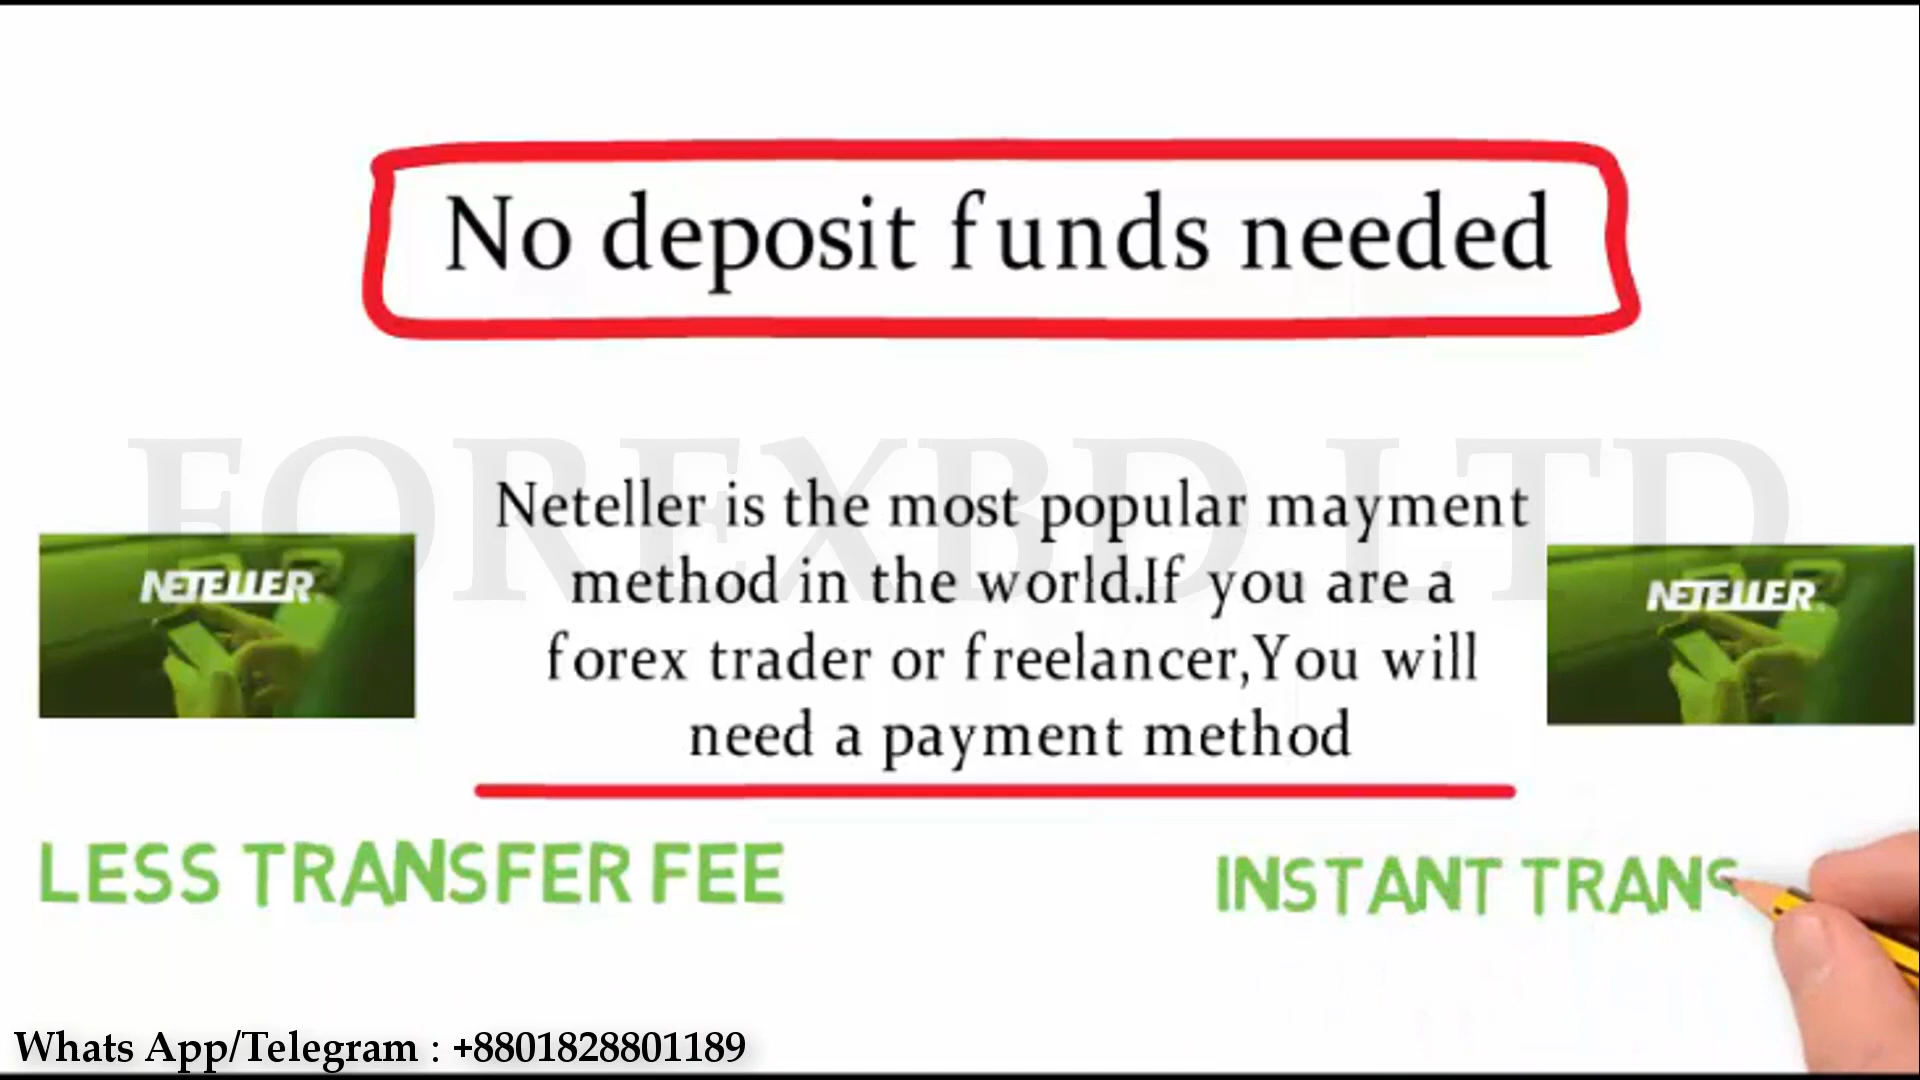 No deposit funds needed
FOREXBD.LTD
Neteller is the most popular mayment
method in the world.If you are a
forex trader or freelancer,You will
need a payment method
NETELLER
NETELLER
LESS TRANSFER FEE
INSTANT TRANS
Whats App/Telegram : +8801828801189